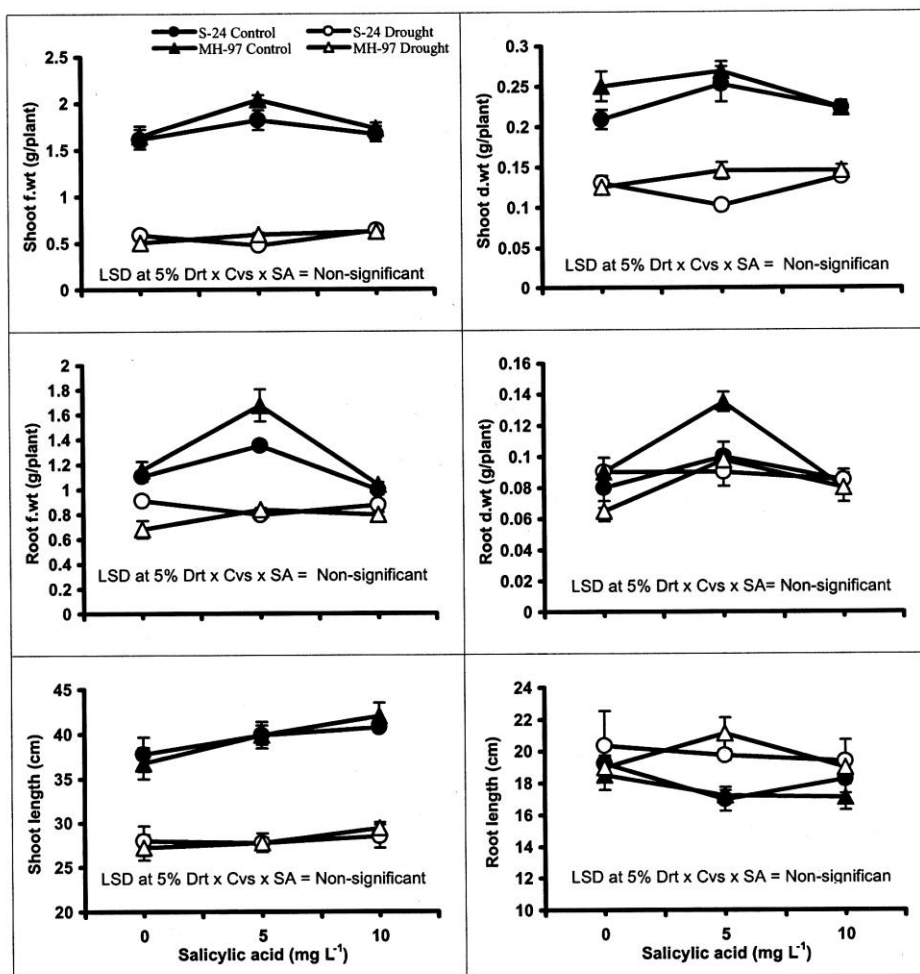 S-24 Control S-24 Drought
MH-97 Control MH-97 Drought
Shoot f.wt (g/plant)
2.5
2
1.5
1
0.5
0
LSD at 5% Drt x Cvs x SA = Non-significant
Shoot d.wt (g/plant)
0.3
0.25
0.2
0.15
0.1
0.05
0
LSD at 5% Drt x Cvs x SA = Non-significan
Root f.wt (g/plant)
2
1.8
1.6
1.4
1.2
1
0.8
0.6
0.4
0.2
0
LSD at 5% Drt x Cvs x SA = Non-significant
Root d.wt (g/plant)
0.16
0.14
0.12
0.1
0.08
0.06
0.04
0.02
0
LSD at 5% Drt x Cvs x SA= Non-significant
Shoot length (cm)
45
40
35
30
25
20
LSD at 5% Drt x Cvs x SA = Non-significant
0 5 10
Salicylic acid (mg L-1)
Root length (cm)
24
22
20
18
16
14
12
10
LSD at 5% Drt x Cvs x SA = Non-significan
0 5 10
Salicylic acid (mg L-1)